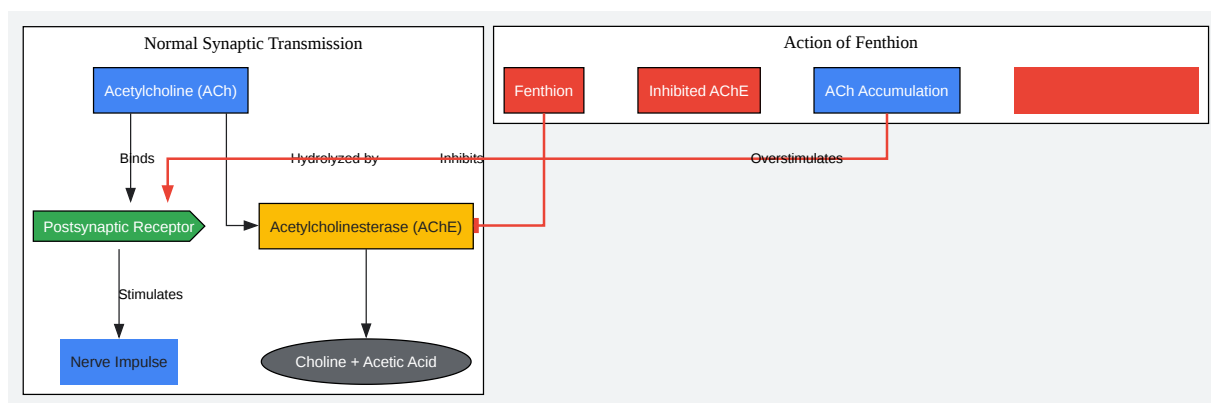 Normal Synaptic Transmission
Action of Fenthion
Acetylcholine (ACh)
Fenthion
Inhibited AChE
ACh Accumulation
Binds
Hydrolyzed by
Inhibits
Overstimulates
Postsynaptic Receptor
Acetylcholinesterase (AChE)
Stimulates
Nerve Impulse
Choline + Acetic Acid